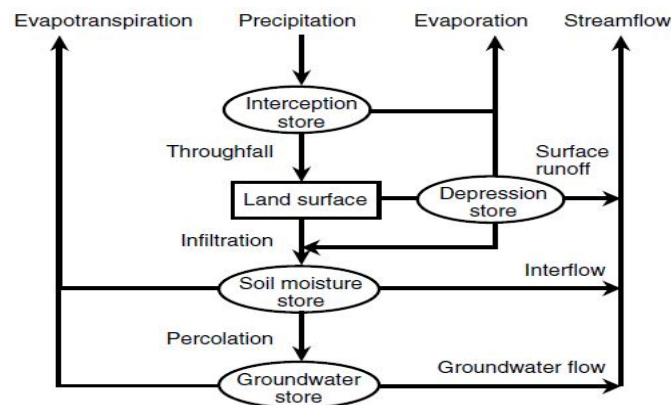 Evapotranspiration Precipitation Evaporation Streamflow
Interception
store
Throughfall
Surface
runoff
Land surface
Depression
store
Infiltration
Soil moisture
store
Interflow
Percolation
Groundwater
store
Groundwater flow